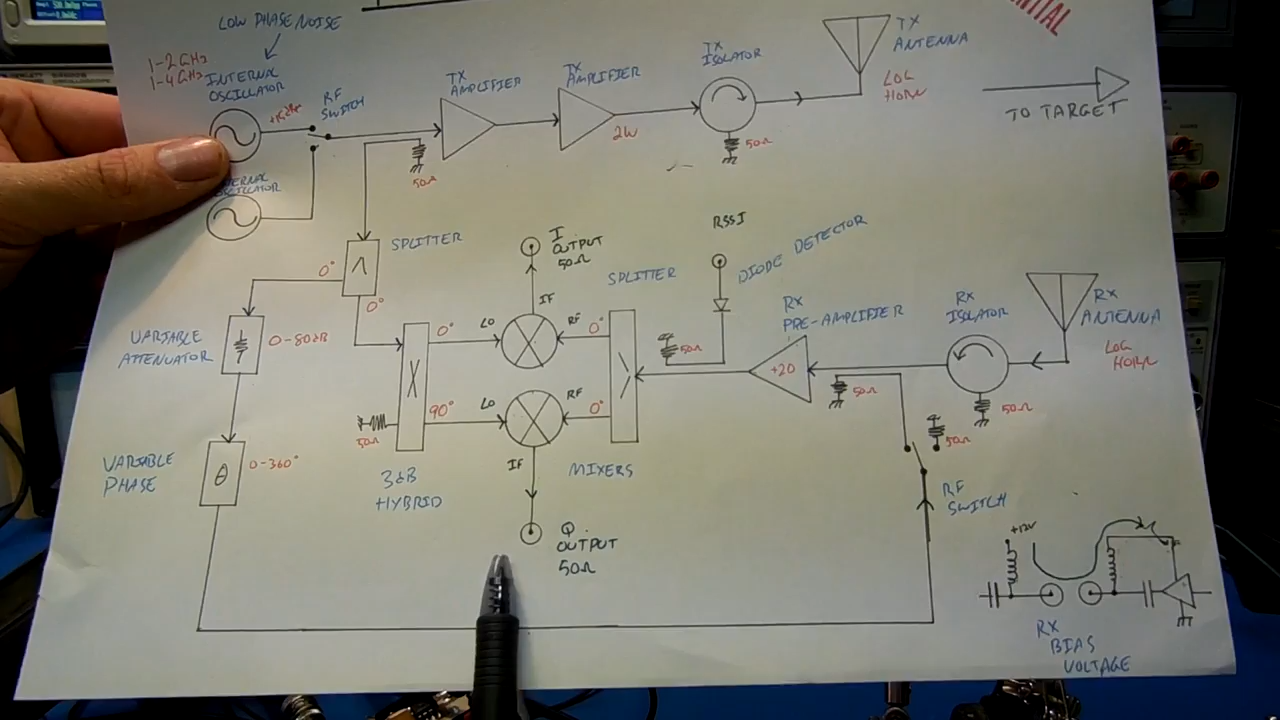 LOW PHASE NOISE
1-2GHz
1-4GHz
INTERNAL
OSCILLATOR
RF
SWITCH
TX
AMPLIFIER
TX
AMPLIFIER
2W
TX
ISOLATOR
50Ω
TX
ANTENNA
LOG
HORN
TO TARGET
50Ω
OSCILLATOR
SPLITTER
0°
0°
I
OUTPUT
50Ω
IF
SPLITTER
RSSI
DIODE DETECTOR
RX
PRE-AMPLIFIER
+20
RX
ISOLATOR
RX
ANTENNA
LOG
HORN
VARIABLE
ATTENUATOR
0-80dB
0°
LO
RF
0°
50Ω
50Ω
50Ω
90°
LO
RF
0°
50Ω
50Ω
VARIABLE
PHASE
θ
0-360°
3dB
HYBRID
IF
MIXERS
RF
SWITCH
Q
OUTPUT
50Ω
+12V
RX
BIAS
VOLTAGE